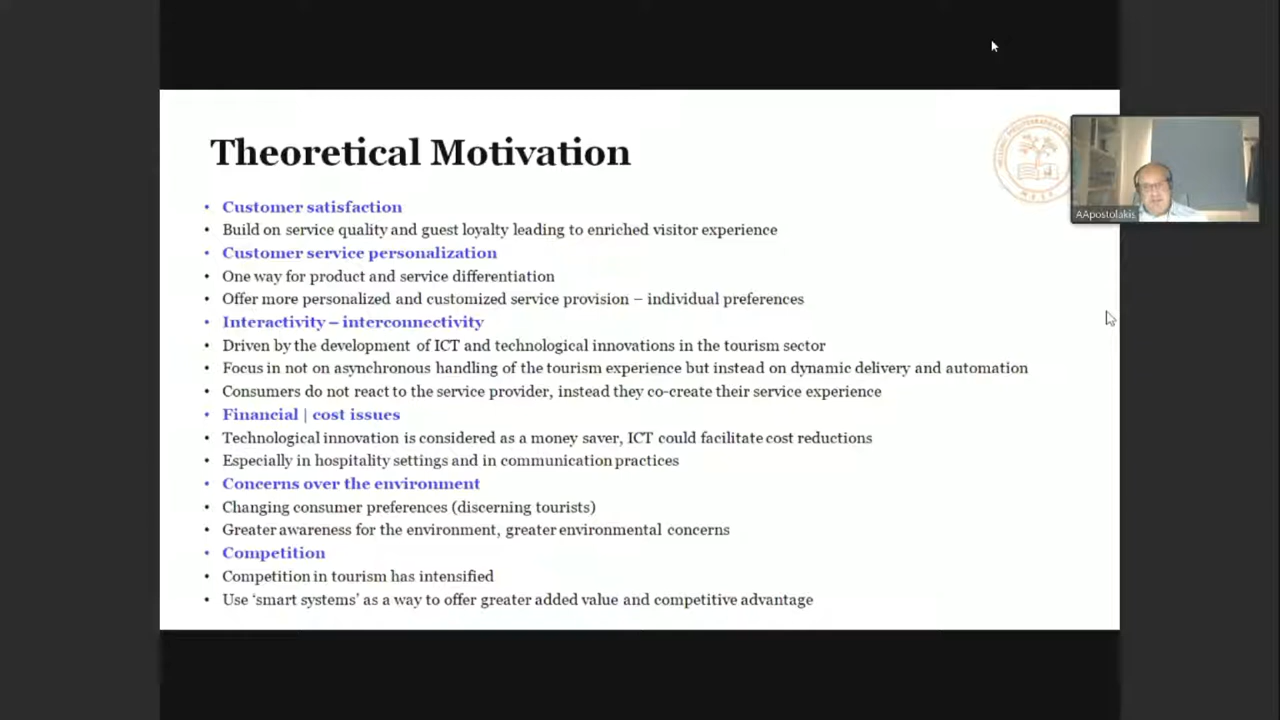 Theoretical Motivation
• Customer satisfaction
• Build on service quality and guest loyalty leading to enriched visitor experience
• Customer service personalization
• One way for product and service differentiation
• Offer more personalized and customized service provision – individual preferences
• Interactivity – interconnectivity
• Driven by the development of ICT and technological innovations in the tourism sector
• Focus in not on asynchronous handling of the tourism experience but instead on dynamic delivery and automation
• Consumers do not react to the service provider, instead they co-create their service experience
• Financial | cost issues
• Technological innovation is considered as a money saver, ICT could facilitate cost reductions
• Especially in hospitality settings and in communication practices
• Concerns over the environment
• Changing consumer preferences (discerning tourists)
• Greater awareness for the environment, greater environmental concerns
• Competition
• Competition in tourism has intensified
• Use ‘smart systems’ as a way to offer greater added value and competitive advantage
AApostolakis